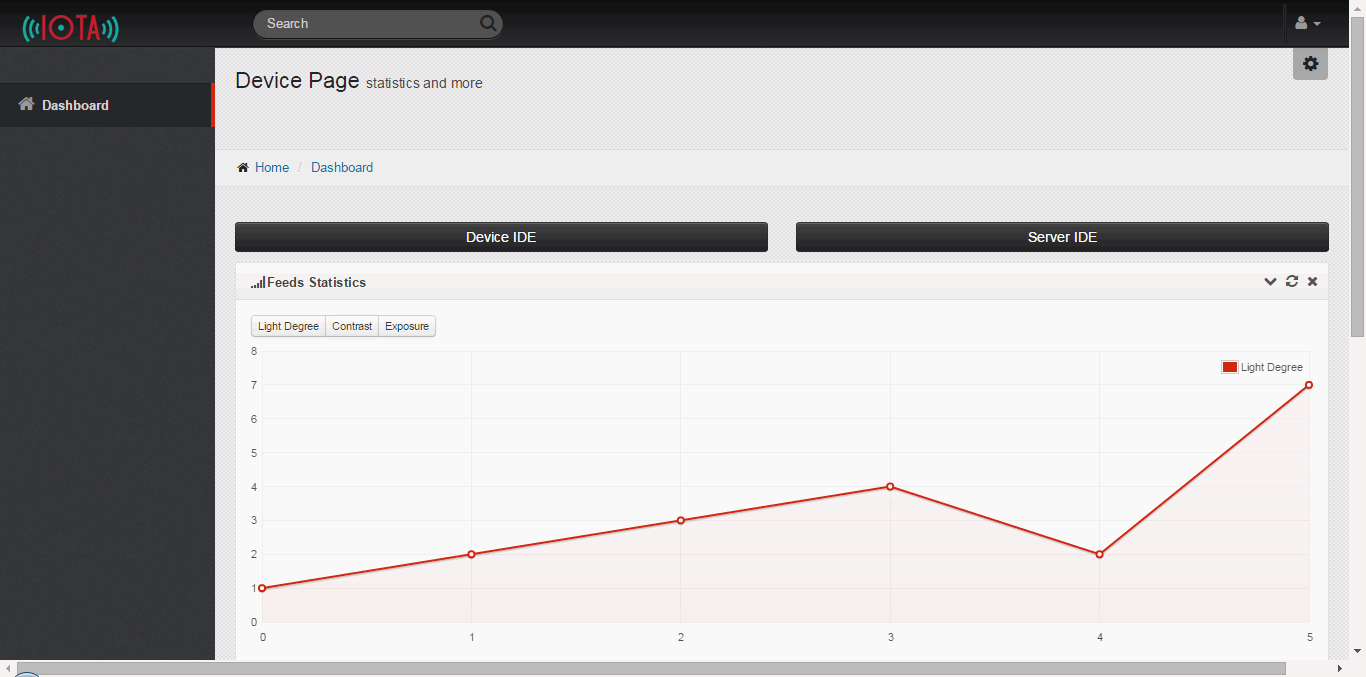 IOTA
Search
Dashboard
Device Page statistics and more
Home / Dashboard
Device IDE
Server IDE
Feeds Statistics
Light Degree Contrast Exposure
Light Degree
8
7
6
5
4
3
2
1
0
0 1 2 3 4 5